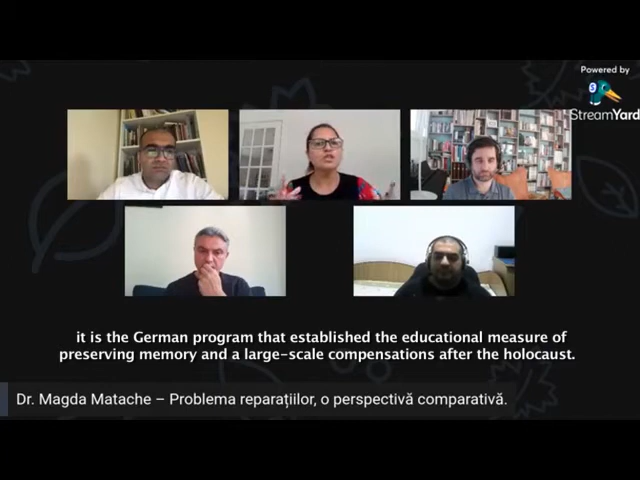 Powered by
StreamYard
it is the German program that established the educational measure of
preserving memory and a large-scale compensations after the holocaust.
Dr. Magda Matache – Problema reparațiilor, o perspectivă comparativă.